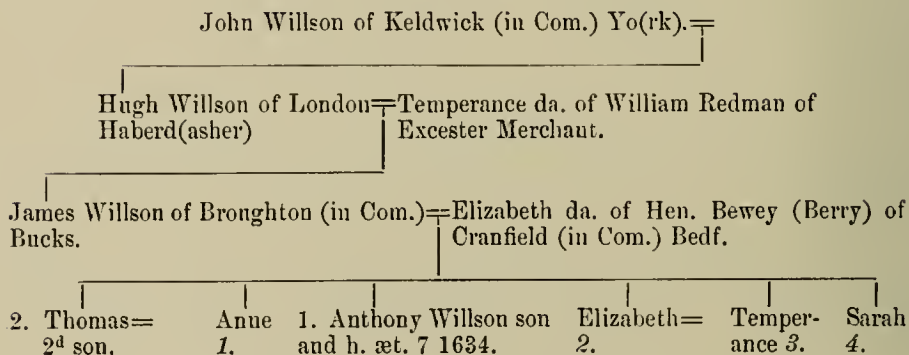 John Willson of Keldwick (in Com.) Yo(rk).=
Hugh Willson of London=Temperance da. of William Redman of
Haberd(asher) Excester Merchant.
James Willson of Broughton (in Com.)=Elizabeth da. of Hen. Bewey (Berry) of
Bucks. Cranfield (in Com.) Bedf.
2. Thomas= Anne 1. Anthony Willson son Elizabeth= Temper- Sarah
2d son. 1. and h. æt. 7 1634. 2. ance 3. 4.